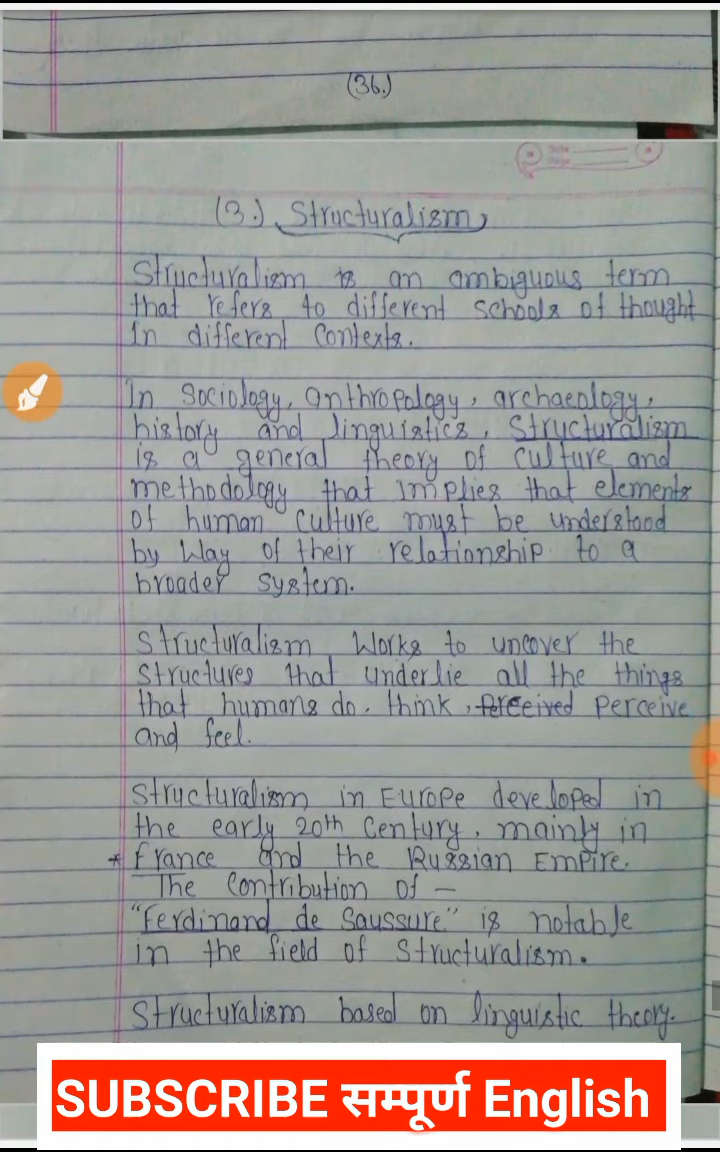 (36.)
(3.) Structuralism
Structuralism is an ambiguous term
that refers to different schools of thought
in different contexts.
In Sociology, anthropology, archaeology,
history and linguistics, Structuralism
is a general theory of culture and
methodology that implies that elements
of human culture must be understood
by way of their relationship to a
broader system.
Structuralism works to uncover the
structures that underlie all the things
that humans do, think, perceived perceive
and feel.
Structuralism in Europe developed in
the early 20th century, mainly in
* France and the Russian Empire.
The contribution of —
"Ferdinand de Saussure" is notable
in the field of Structuralism.
Structuralism based on linguistic theory.
SUBSCRIBE सम्पूर्ण English